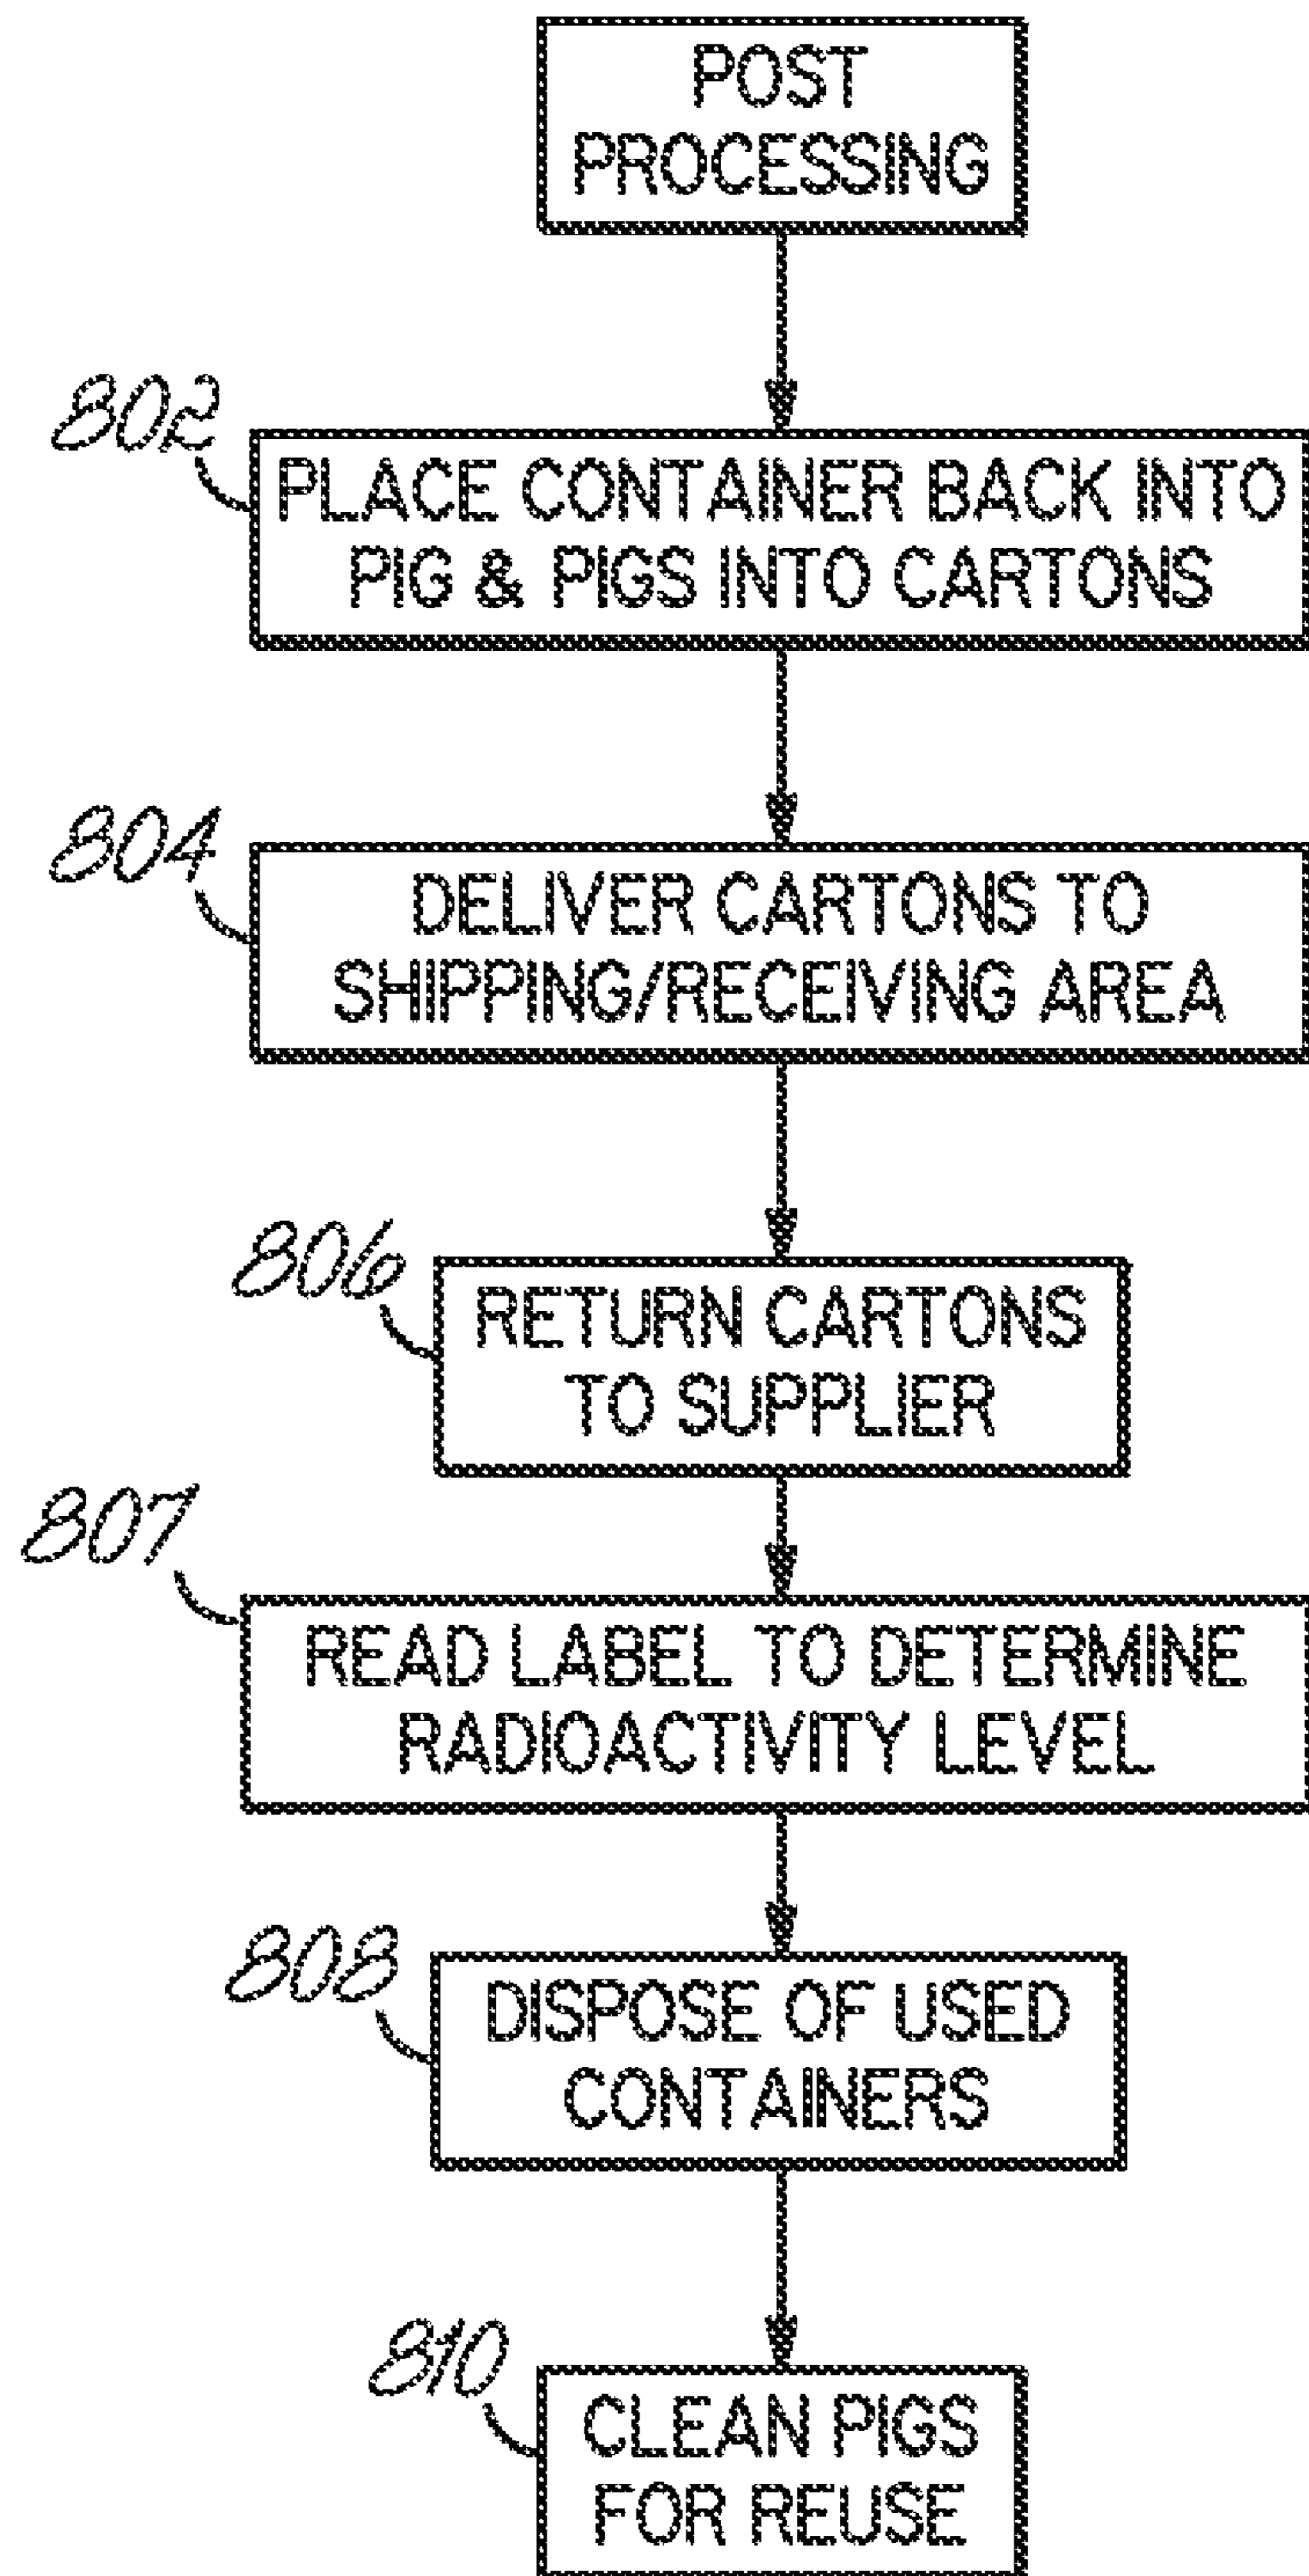 POST
PROCESSING
802
PLACE CONTAINER BACK INTO
PIG & PIGS INTO CARTONS
804
DELIVER CARTONS TO
SHIPPING/RECEIVING AREA
806
RETURN CARTONS
TO SUPPLIER
807
READ LABEL TO DETERMINE
RADIOACTIVITY LEVEL
808
DISPOSE OF USED
CONTAINERS
810
CLEAN PIGS
FOR REUSE